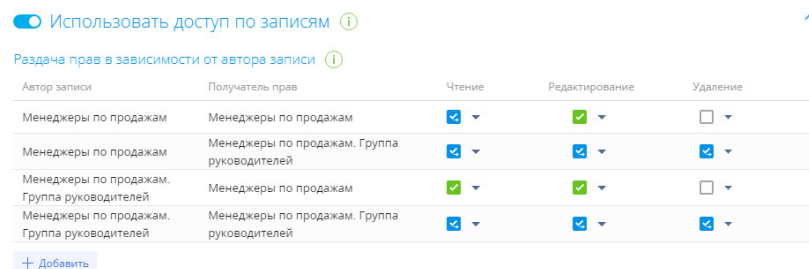 Использовать доступ по записям i
Раздача прав в зависимости от автора записи i
Автор записи Получатель прав Чтение Редактирование Удаление
Менеджеры по продажам Менеджеры по продажам
Менеджеры по продажам Менеджеры по продажам. Группа
руководителей
Менеджеры по продажам.
Группа руководителей Менеджеры по продажам
Менеджеры по продажам.
Группа руководителей Менеджеры по продажам. Группа
руководителей
+ Добавить